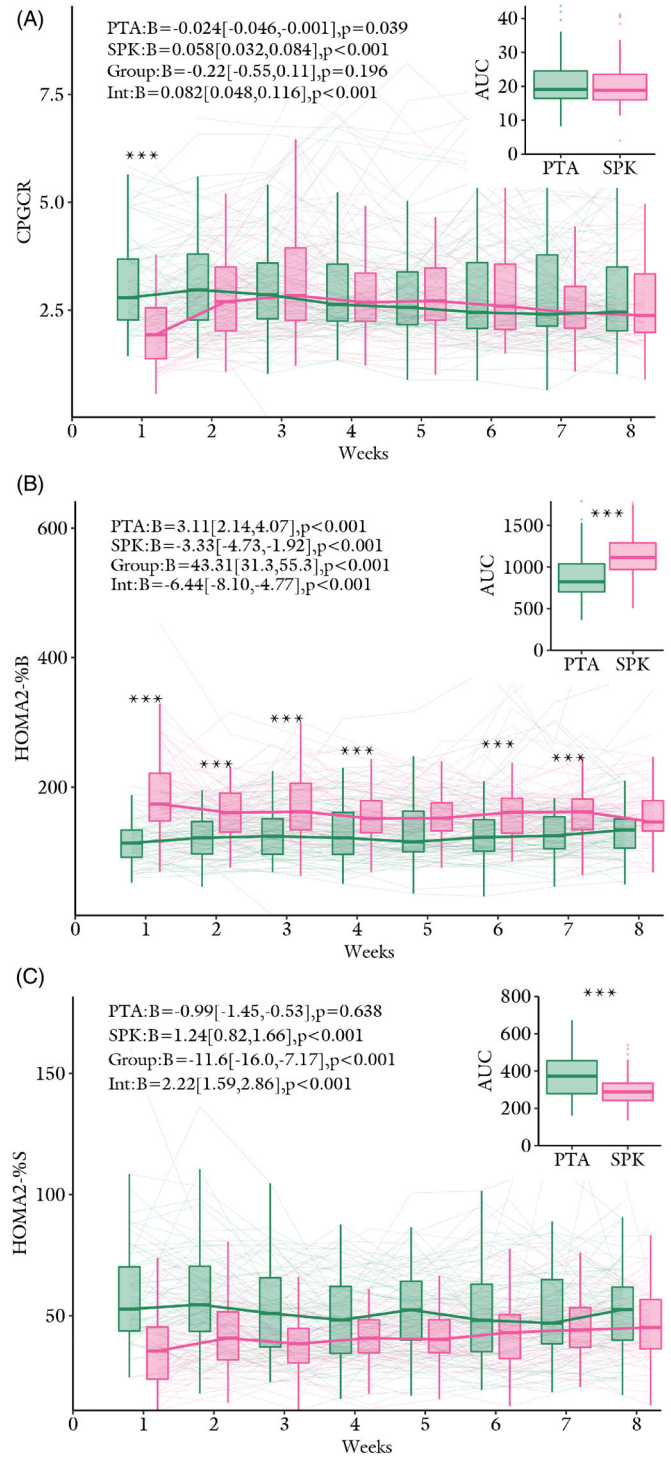 (A)
PTA:B=-0.024[-0.046,-0.001],p=0.039
SPK:B=0.058[0.032,0.084],p<0.001
Group:B=-0.22[-0.55,0.11],p=0.196
Int:B=0.082[0.048,0.116],p<0.001
***
CPGCR
7.5
5.0
2.5
0 1 2 3 4 5 6 7 8
Weeks
AUC
40
30
20
10
0
PTA SPK
(B)
PTA:B=3.11[2.14,4.07],p<0.001
SPK:B=-3.33[-4.73,-1.92],p<0.001
Group:B=43.31[31.3,55.3],p<0.001
Int:B=-6.44[-8.10,-4.77],p<0.001
*** *** *** *** *** ***
HOMA2-%B
600
400
200
0 1 2 3 4 5 6 7 8
Weeks
***
AUC
1500
1000
500
0
PTA SPK
(C)
PTA:B=-0.99[-1.45,-0.53],p=0.638
SPK:B=1.24[0.82,1.66],p<0.001
Group:B=-11.6[-16.0,-7.17],p<0.001
Int:B=2.22[1.59,2.86],p<0.001
HOMA2-%S
150
100
50
0 1 2 3 4 5 6 7 8
Weeks
***
AUC
800
600
400
200
0
PTA SPK